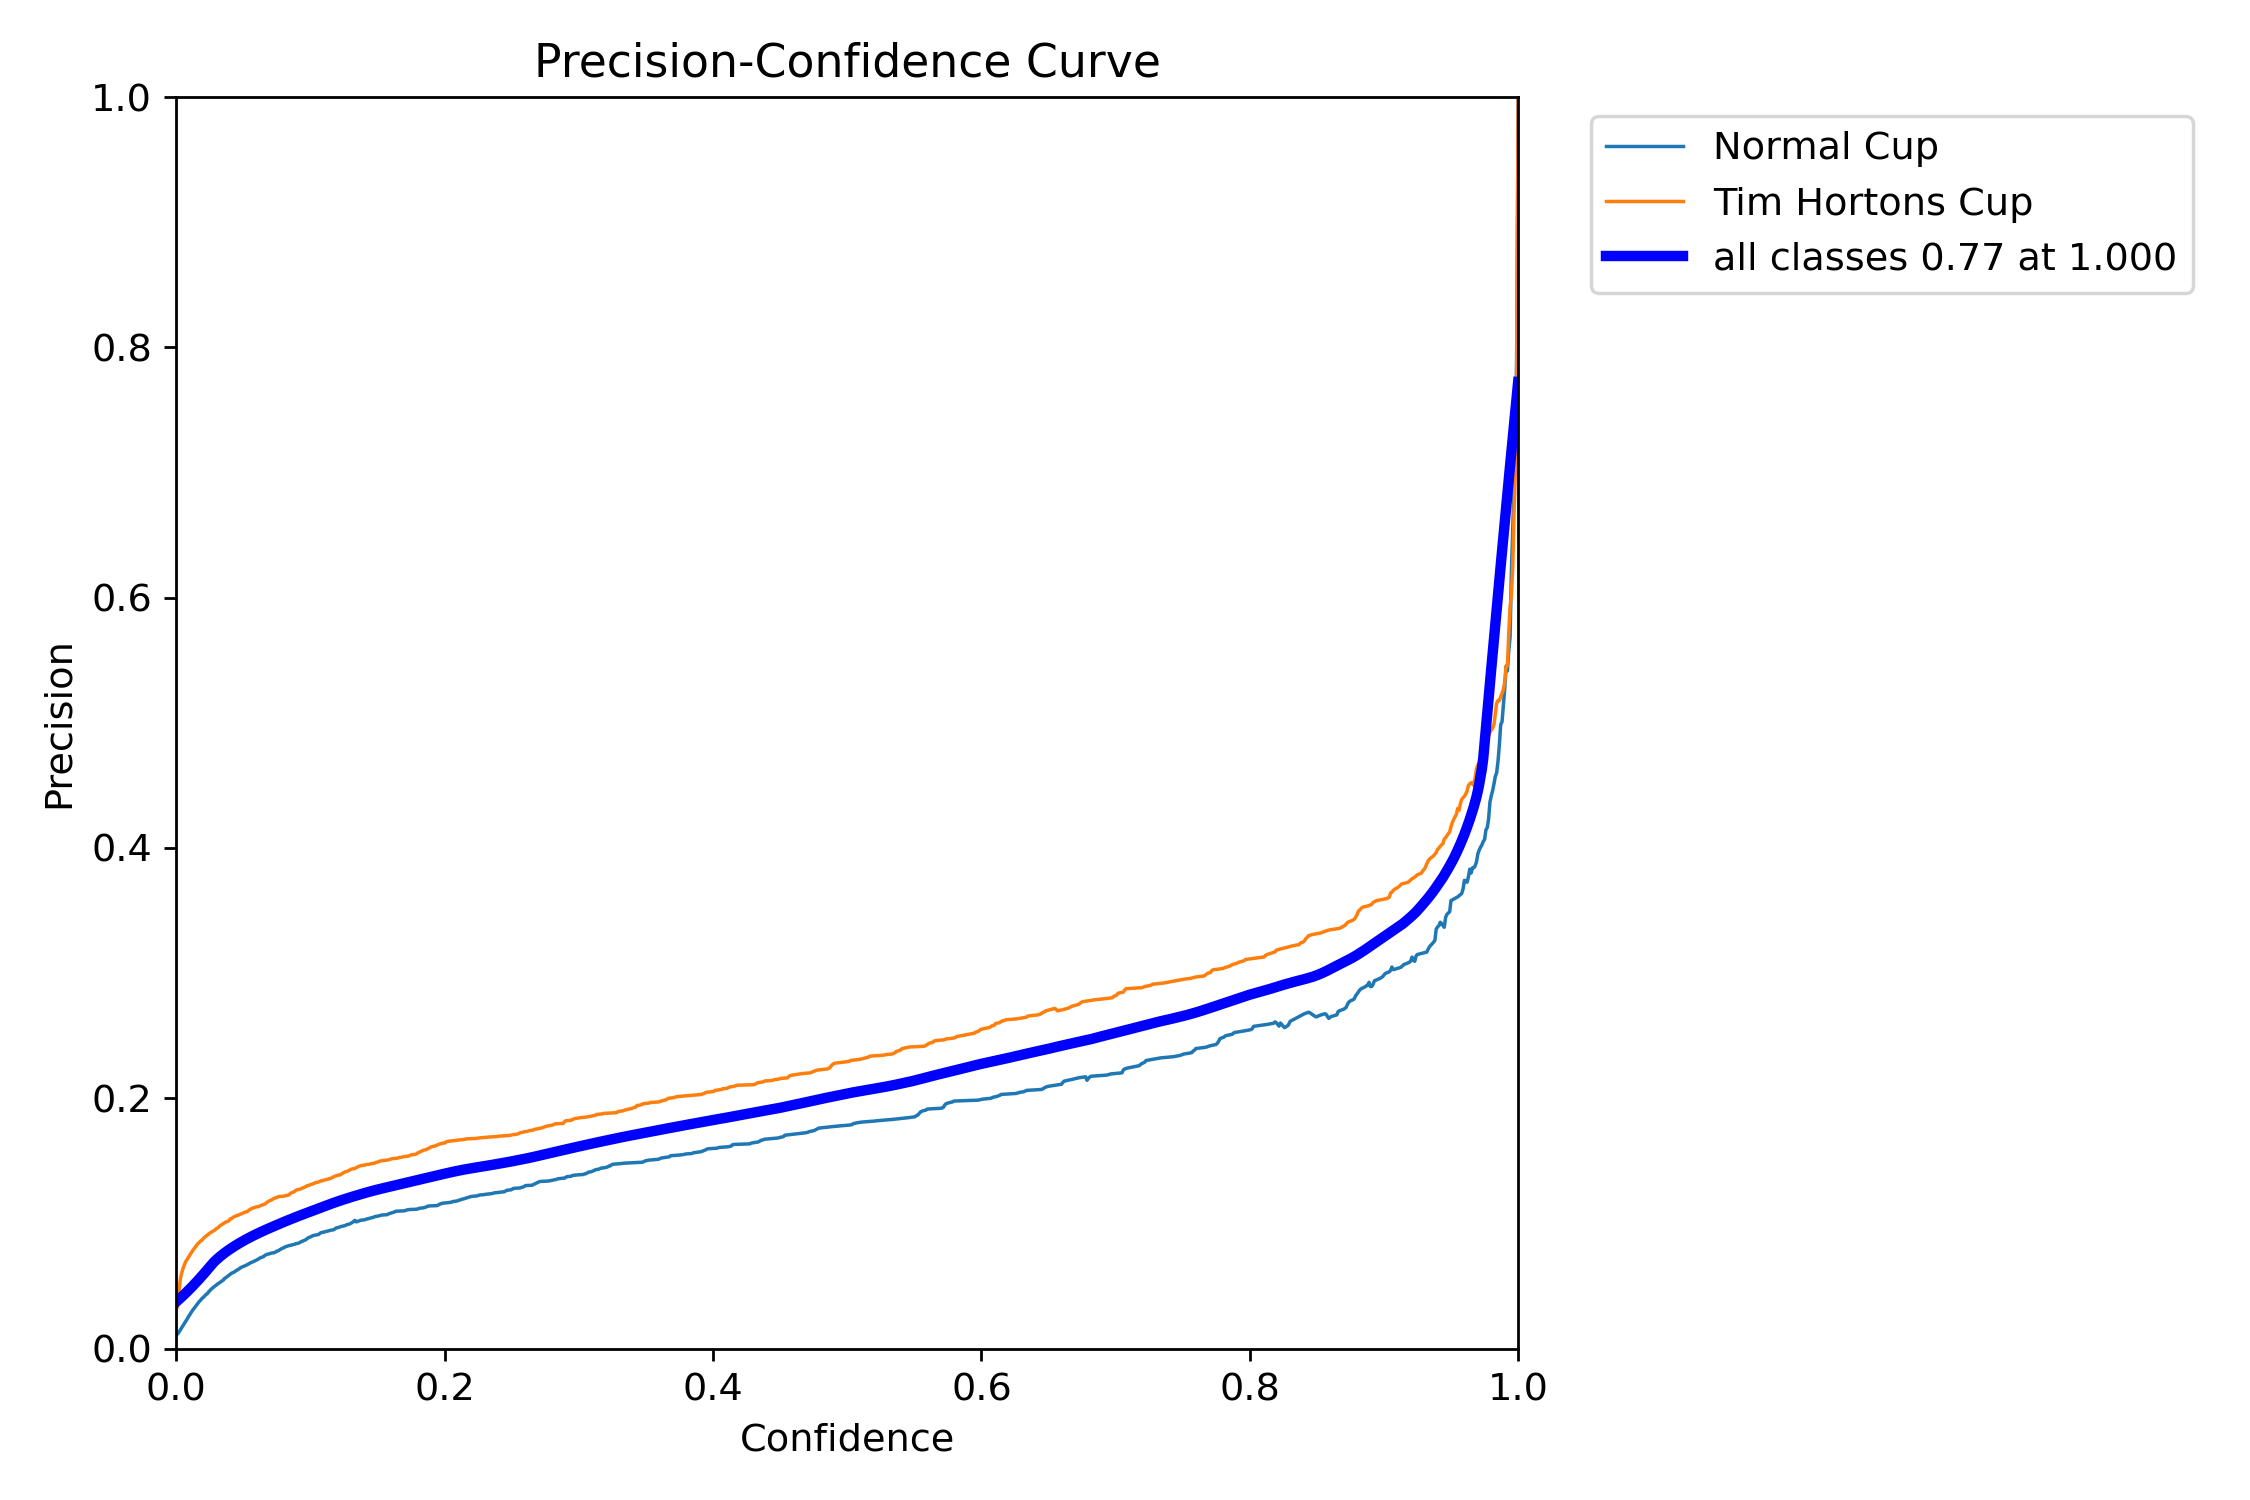 Precision-Confidence Curve
Normal Cup
Tim Hortons Cup
all classes 0.77 at 1.000
Precision
1.0
0.8
0.6
0.4
0.2
0.0
0.0 0.2 0.4 0.6 0.8 1.0
Confidence